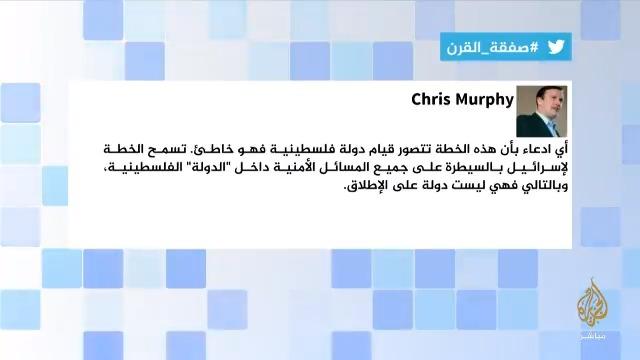 #صفقة_القرن
Chris Murphy
أي ادعاء بأن هذه الخطة تتصور قيام دولة فلسطينية فهو خاطئ. تسمح الخطة
لإسرائيل بالسيطرة على جميع المسائل الأمنية داخل "الدولة" الفلسطينية،
وبالتالي فهي ليست دولة على الإطلاق.
الجزيرة
مباشر